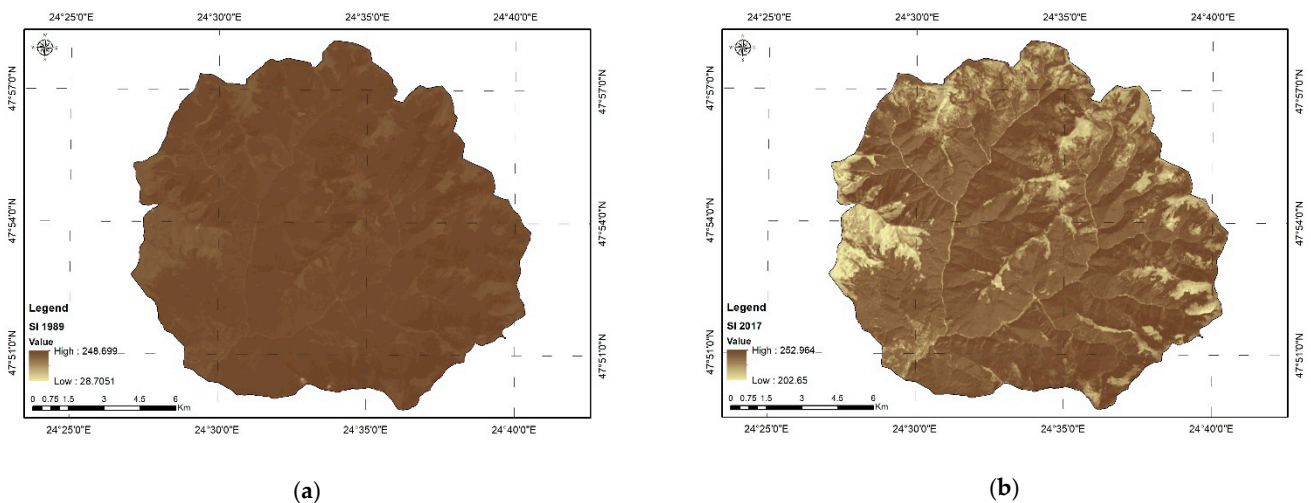 24°25'0"E 24°30'0"E 24°35'0"E 24°40'0"E
47°57'0"N 47°57'0"N
47°54'0"N 47°54'0"N
47°51'0"N 47°51'0"N
Legend
SI 1989
Value
High : 248.699
Low : 28.7051
0 0.75 1.5 3 4.5 6
Km
24°25'0"E 24°30'0"E 24°35'0"E 24°40'0"E
(a)
24°25'0"E 24°30'0"E 24°35'0"E 24°40'0"E
47°57'0"N 47°57'0"N
47°54'0"N 47°54'0"N
47°51'0"N 47°51'0"N
Legend
SI 2017
Value
High : 252.964
Low : 202.65
0 0.75 1.5 3 4.5 6
Km
24°25'0"E 24°30'0"E 24°35'0"E 24°40'0"E
(b)